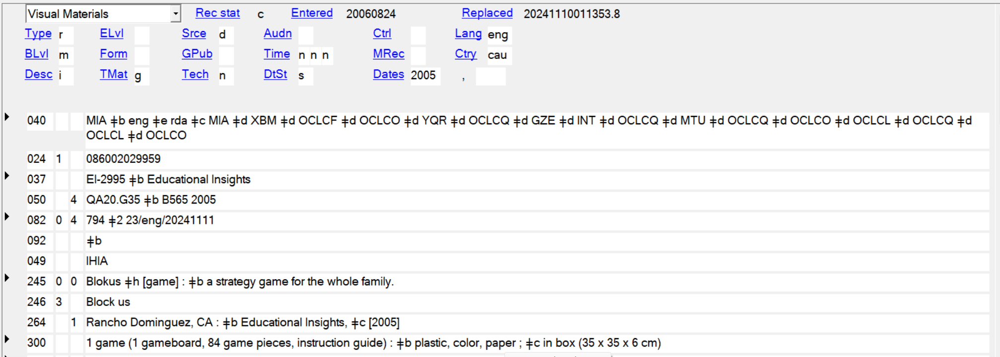 Visual Materials Rec stat c Entered 20060824 Replaced 20241110011353.8
Type r ELvl Srce d Audn Ctrl Lang eng
BLvl m Form GPub Time n n n MRec Ctry cau
Desc i TMat g Tech n DtSt s Dates 2005 ,
040 MIA ǂb eng ǂe rda ǂc MIA ǂd XBM ǂd OCLCF ǂd OCLCO ǂd YQR ǂd OCLCQ ǂd GZE ǂd INT ǂd OCLCQ ǂd MTU ǂd OCLCQ ǂd OCLCO ǂd OCLCL ǂd OCLCQ ǂd
OCLCL ǂd OCLCO
024 1 086002029959
037 EI-2995 ǂb Educational Insights
050 4 QA20.G35 ǂb B565 2005
082 0 4 794 ǂ2 23/eng/20241111
092 ǂb
049 IHIA
245 0 0 Blokus ǂh [game] : ǂb a strategy game for the whole family.
246 3 Block us
264 1 Rancho Dominguez, CA : ǂb Educational Insights, ǂc [2005]
300 1 game (1 gameboard, 84 game pieces, instruction guide) : ǂb plastic, color, paper ; ǂc in box (35 x 35 x 6 cm)